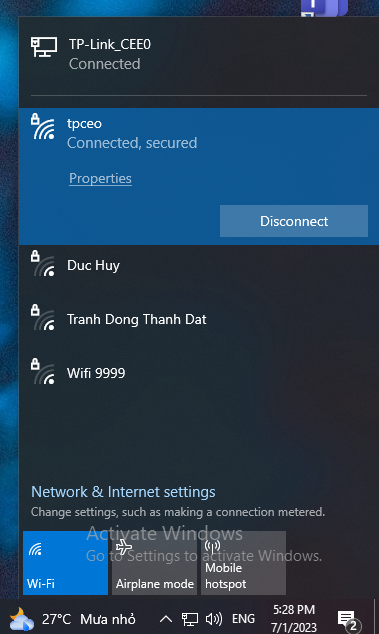 TP-Link_CEE0
Connected
tpceo
Connected, secured
Properties
Disconnect
Duc Huy
Tranh Dong Thanh Dat
Wifi 9999
Network & Internet settings
Change settings, such as making a connection metered.
Activate Windows
Go to Settings to activate Windows.
Wi-Fi
Airplane mode
Mobile
hotspot
27°C Mưa nhỏ
ENG
5:28 PM
7/1/2023
2